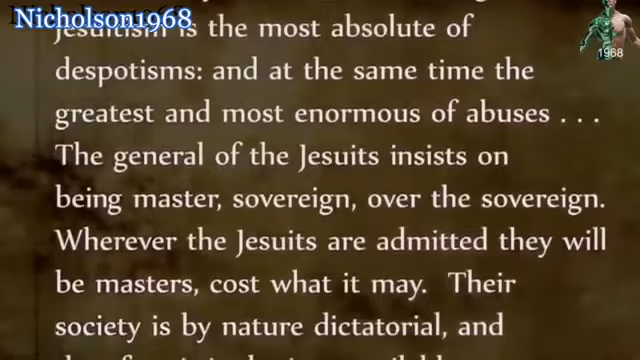 Nicholson1968
1968
Jesuitism is the most absolute of
despotisms: and at the same time the
greatest and most enormous of abuses . . .
The general of the Jesuits insists on
being master, sovereign, over the sovereign.
Wherever the Jesuits are admitted they will
be masters, cost what it may. Their
society is by nature dictatorial, and